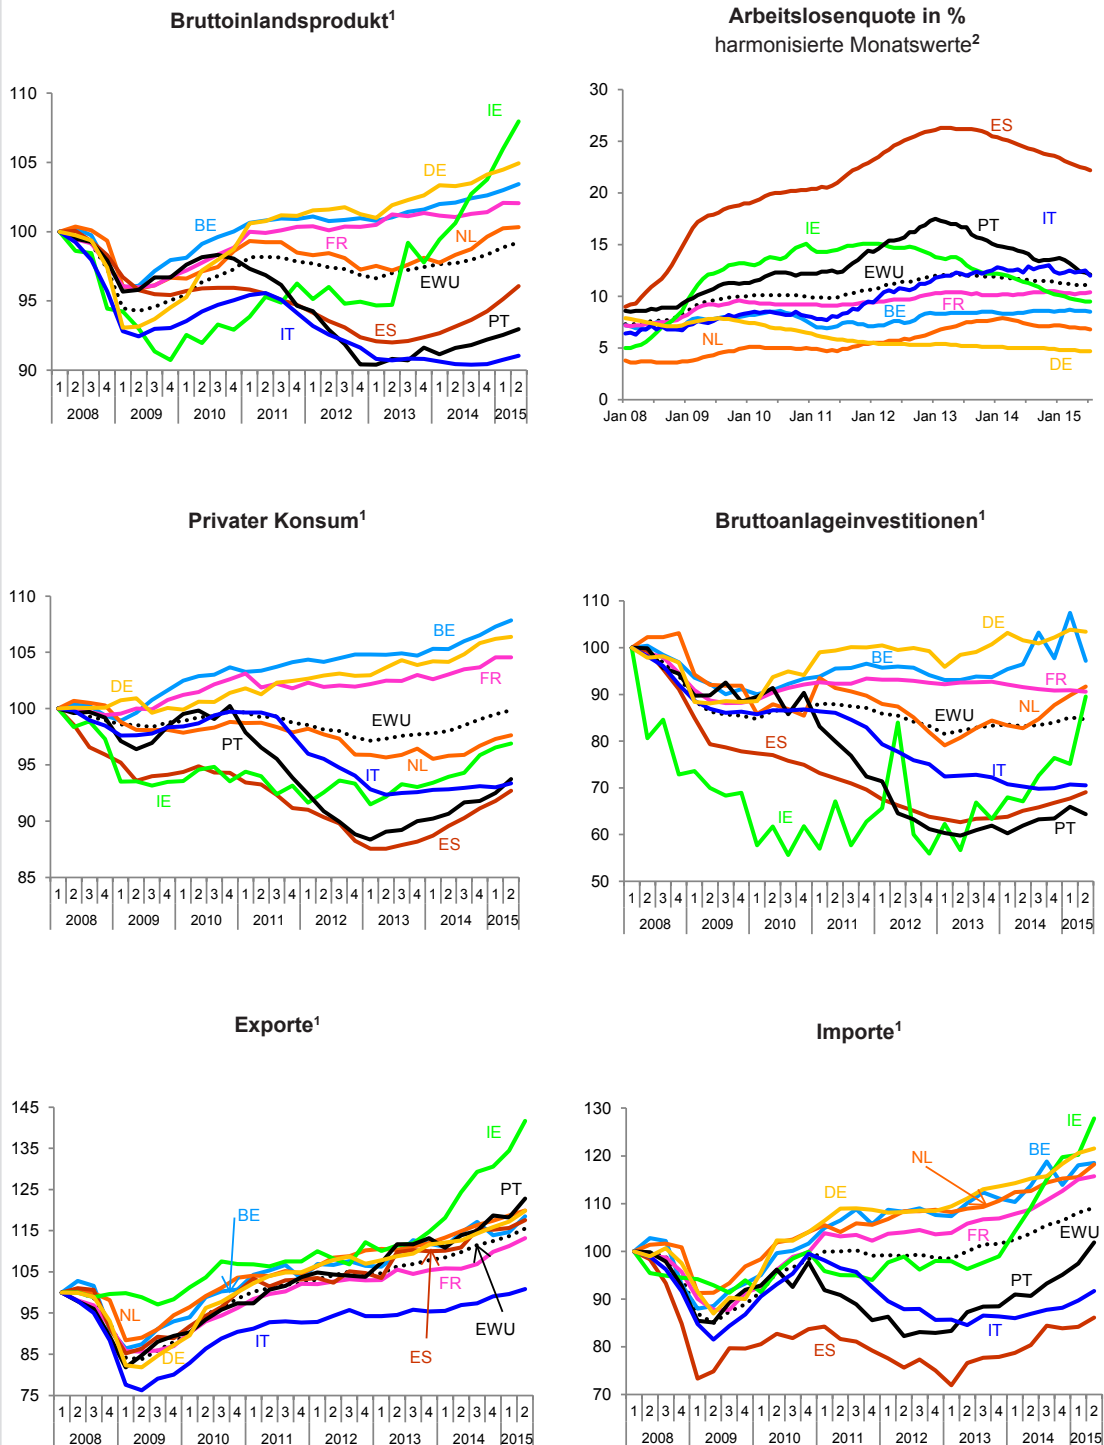 Bruttoinlandsprodukt¹
110
105
100
95
90
IE
DE
BE
FR
NL
EWU
ES
PT
IT
1 2 3 4 1 2 3 4 1 2 3 4 1 2 3 4 1 2 3 4 1 2 3 4 1 2 3 4 1 2
2008 2009 2010 2011 2012 2013 2014 2015
Arbeitslosenquote in %
harmonisierte Monatswerte²
30
25
20
15
10
5
0
ES
PT
IT
IE
EWU
FR
BE
NL
DE
Jan 08 Jan 09 Jan 10 Jan 11 Jan 12 Jan 13 Jan 14 Jan 15
Privater Konsum¹
110
105
100
95
90
85
BE
DE
FR
EWU
PT
IT
NL
IE
ES
1 2 3 4 1 2 3 4 1 2 3 4 1 2 3 4 1 2 3 4 1 2 3 4 1 2 3 4 1 2
2008 2009 2010 2011 2012 2013 2014 2015
Bruttoanlageinvestitionen¹
110
100
90
80
70
60
50
DE
BE
FR
NL
EWU
ES
IT
IE
PT
1 2 3 4 1 2 3 4 1 2 3 4 1 2 3 4 1 2 3 4 1 2 3 4 1 2 3 4 1 2
2008 2009 2010 2011 2012 2013 2014 2015
Exporte¹
145
135
125
115
105
95
85
75
IE
PT
BE
NL
FR
EWU
DE
IT
ES
1 2 3 4 1 2 3 4 1 2 3 4 1 2 3 4 1 2 3 4 1 2 3 4 1 2 3 4 1 2
2008 2009 2010 2011 2012 2013 2014 2015
Importe¹
130
120
110
100
90
80
70
IE
BE
NL
DE
FR
EWU
PT
IT
ES
1 2 3 4 1 2 3 4 1 2 3 4 1 2 3 4 1 2 3 4 1 2 3 4 1 2 3 4 1 2
2008 2009 2010 2011 2012 2013 2014 2015